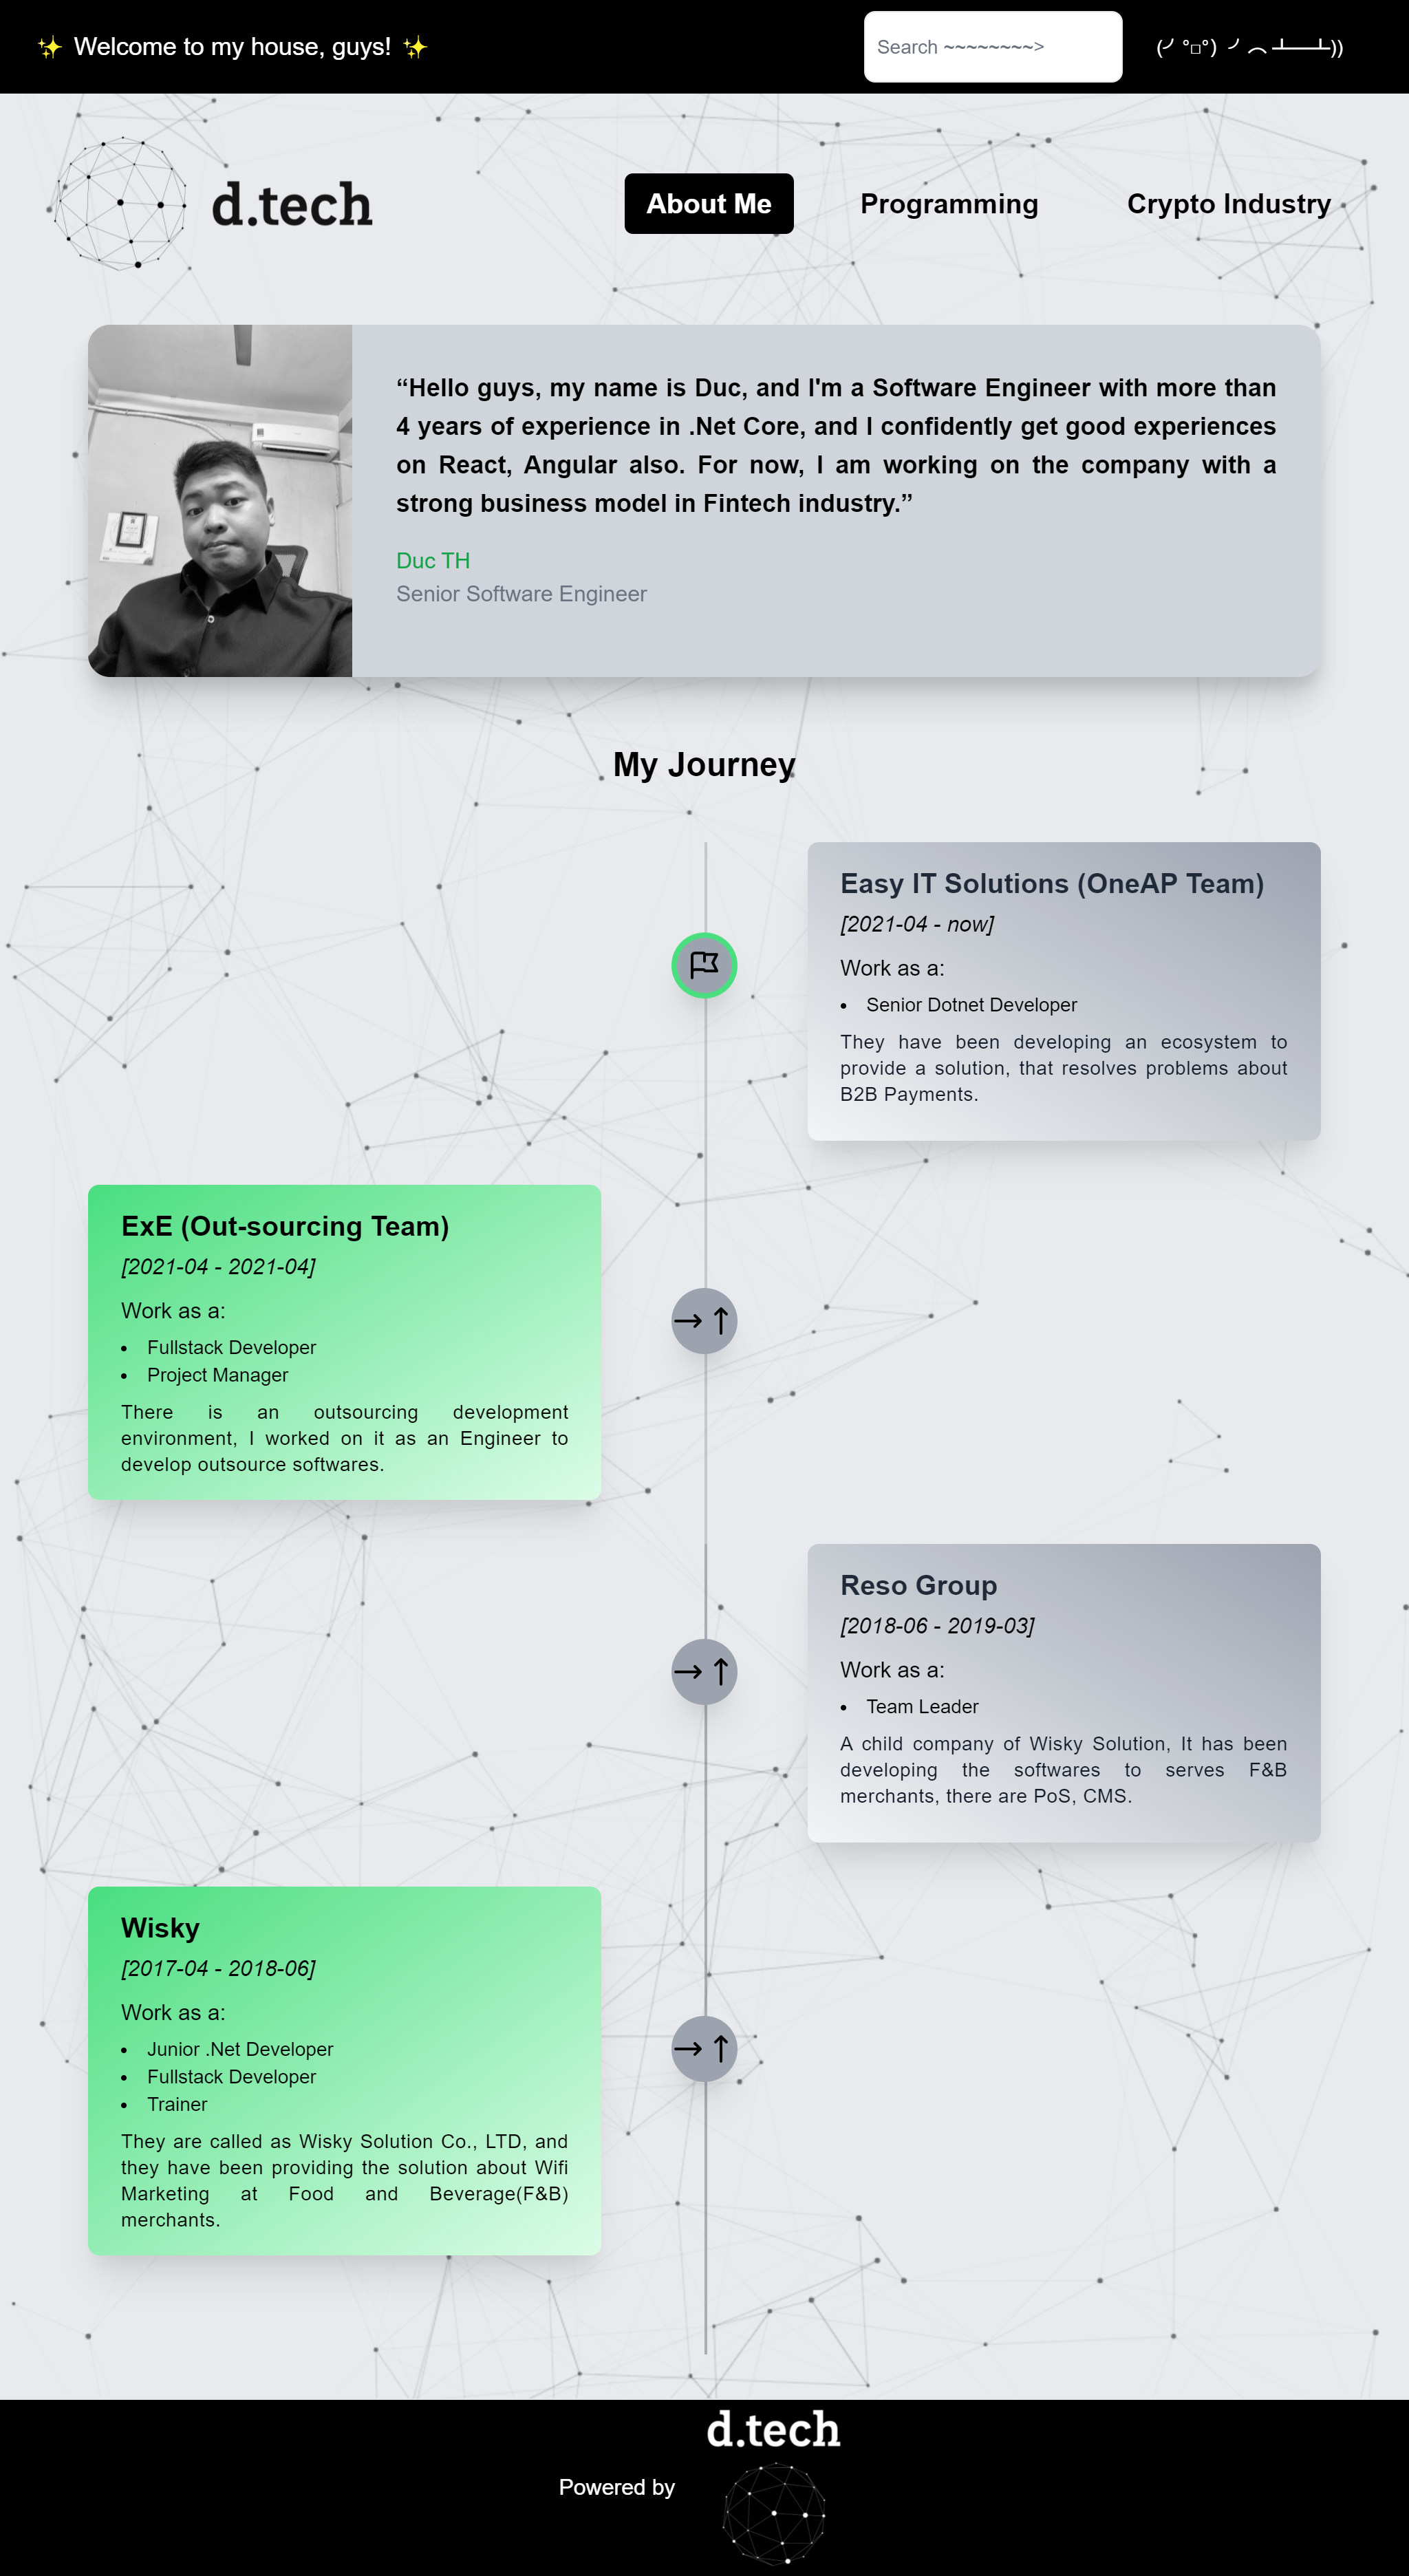 ✨ Welcome to my house, guys! ✨
Search ~~~~~~~~>
(╯°□°)╯︵ ┻━┻))
d.tech
About Me
Programming
Crypto Industry
“Hello guys, my name is Duc, and I'm a Software Engineer with more than
4 years of experience in .Net Core, and I confidently get good experiences
on React, Angular also. For now, I am working on the company with a
strong business model in Fintech industry.”
Duc TH
Senior Software Engineer
My Journey
Easy IT Solutions (OneAP Team)
[2021-04 - now]
Work as a:
• Senior Dotnet Developer
They have been developing an ecosystem to
provide a solution, that resolves problems about
B2B Payments.
ExE (Out-sourcing Team)
[2021-04 - 2021-04]
Work as a:
• Fullstack Developer
• Project Manager
There is an outsourcing development
environment, I worked on it as an Engineer to
develop outsource softwares.
Reso Group
[2018-06 - 2019-03]
Work as a:
• Team Leader
A child company of Wisky Solution, It has been
developing the softwares to serves F&B
merchants, there are PoS, CMS.
Wisky
[2017-04 - 2018-06]
Work as a:
• Junior .Net Developer
• Fullstack Developer
• Trainer
They are called as Wisky Solution Co., LTD, and
they have been providing the solution about Wifi
Marketing at Food and Beverage(F&B)
merchants.
Powered by
d.tech